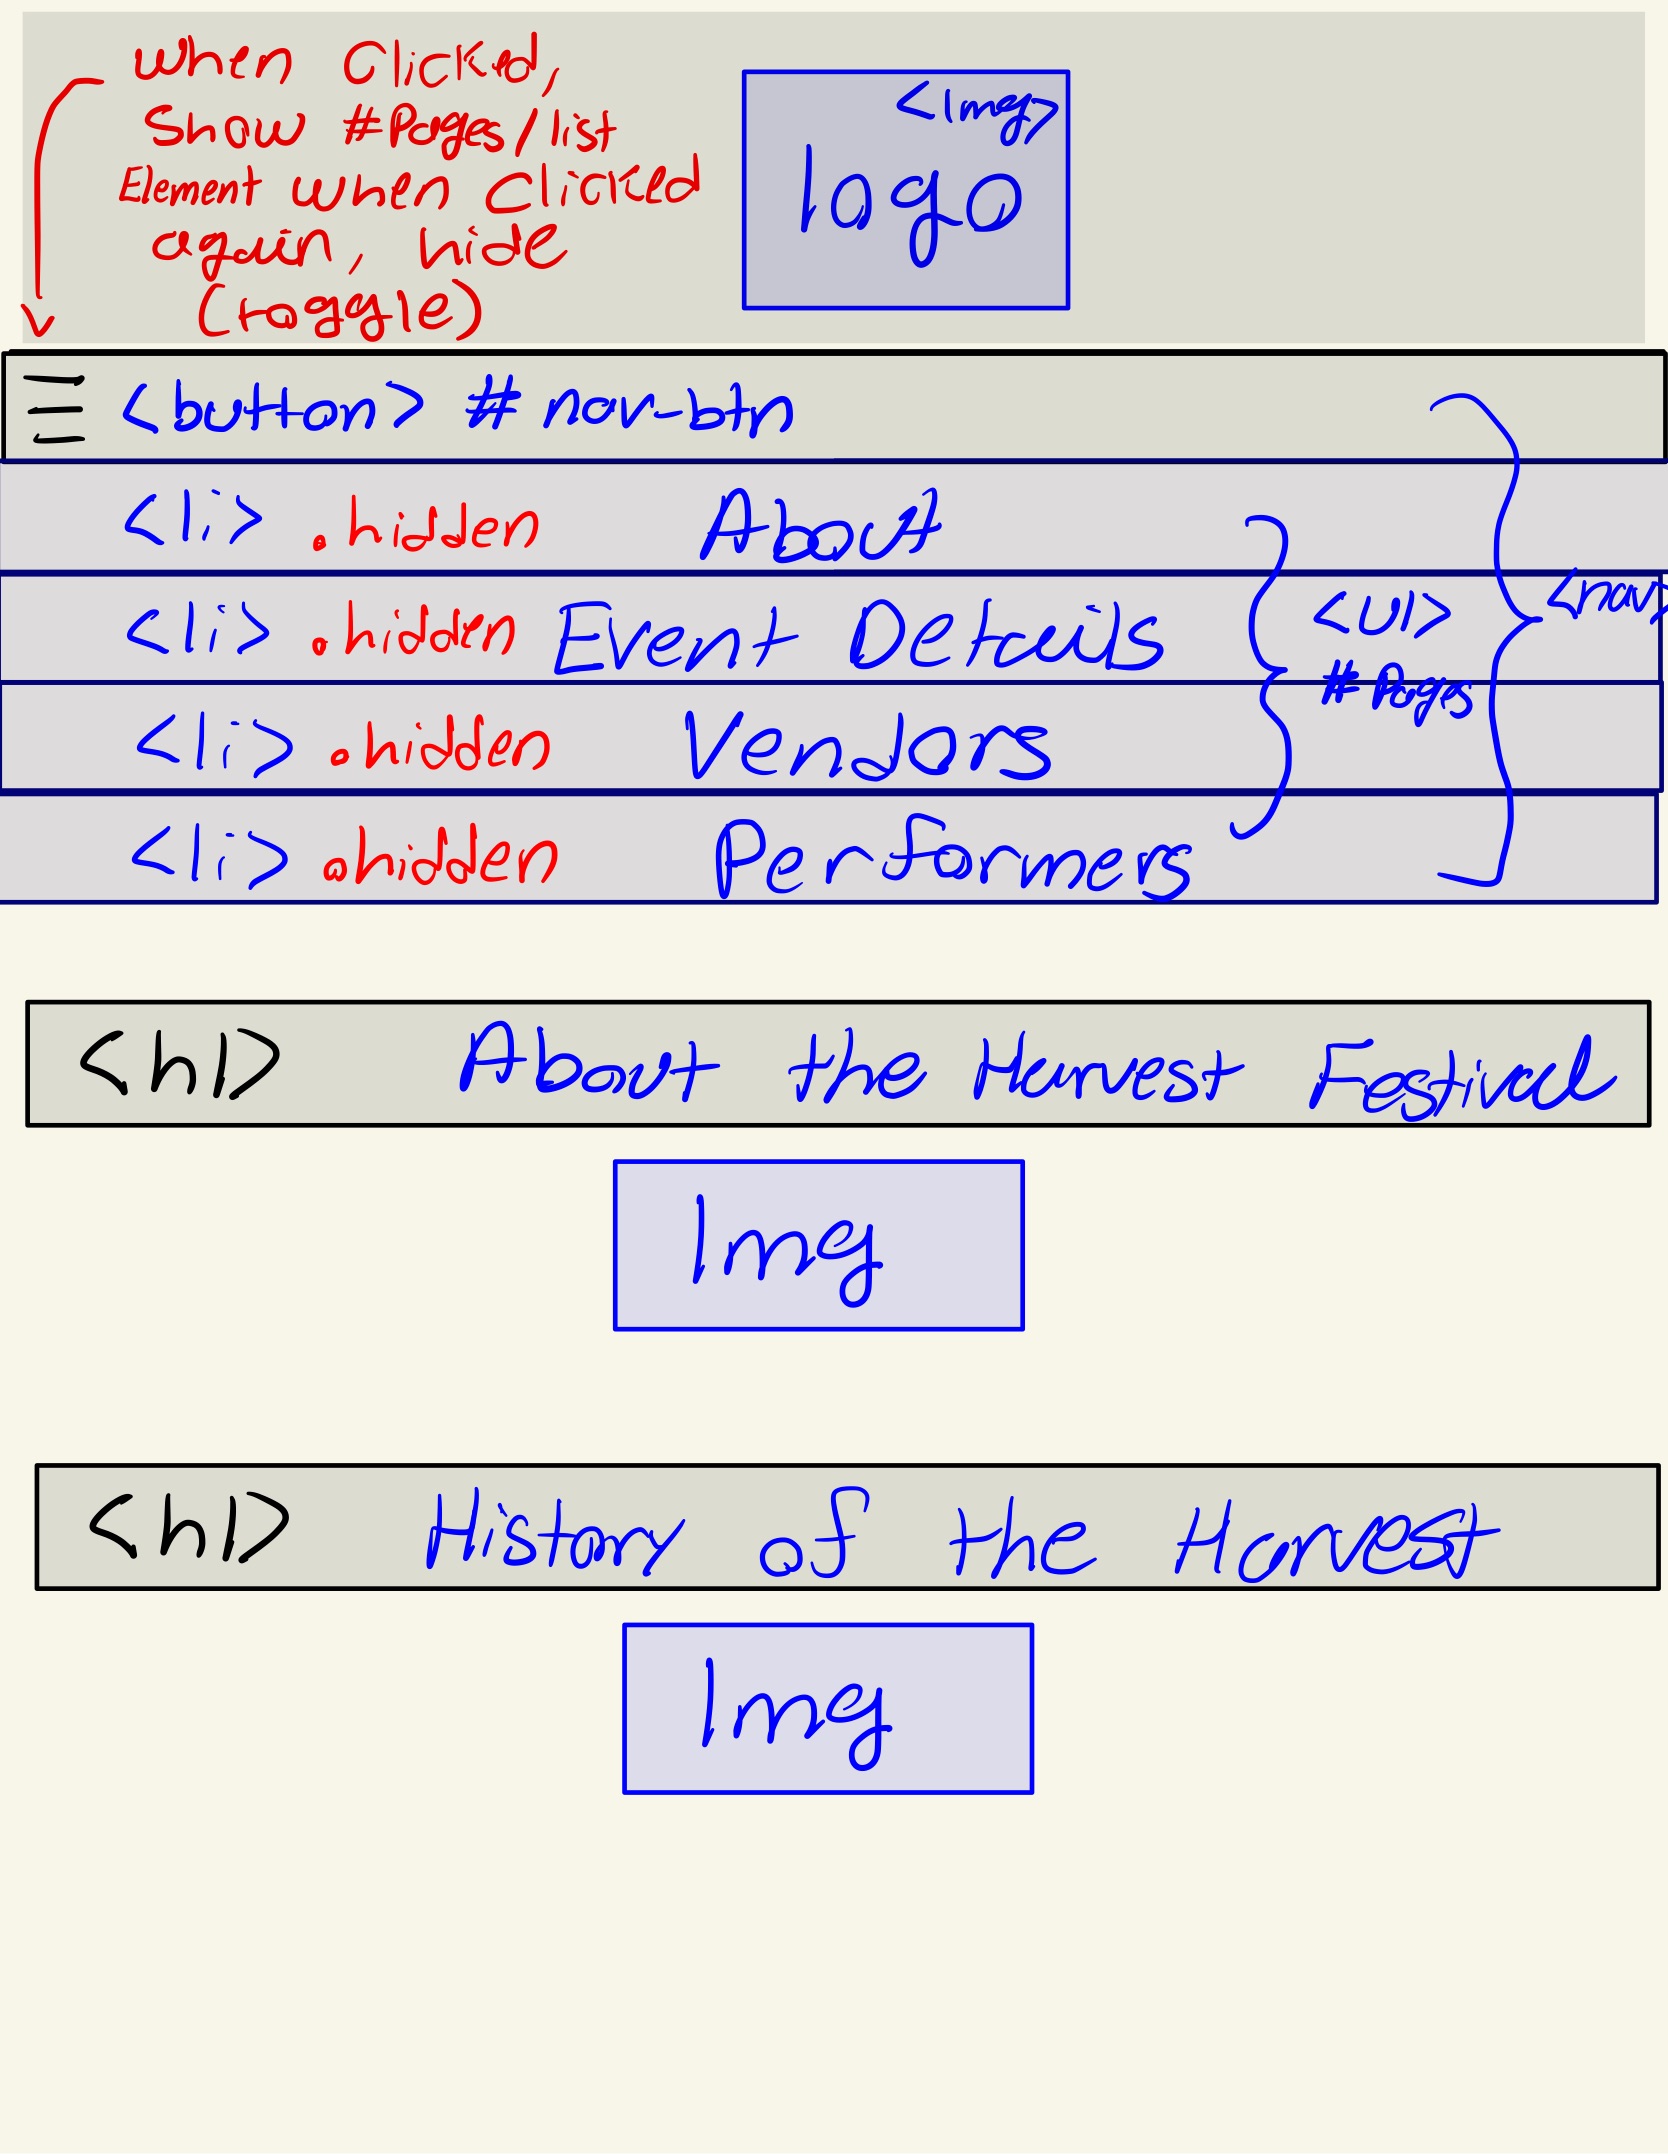 when Clicked,
Show #Pages/list
Element when Clicked
again, hide
(toggle)
<Img>
logo
<button> # nav-btn
<li> .hidden About
<li> .hidden Event Details
<ul>
<nav>
# Pages
<li> .hidden Vendors
<li> .hidden Performers
<h1> About the Harvest Festival
Img
<h1> History of the Harvest
Img